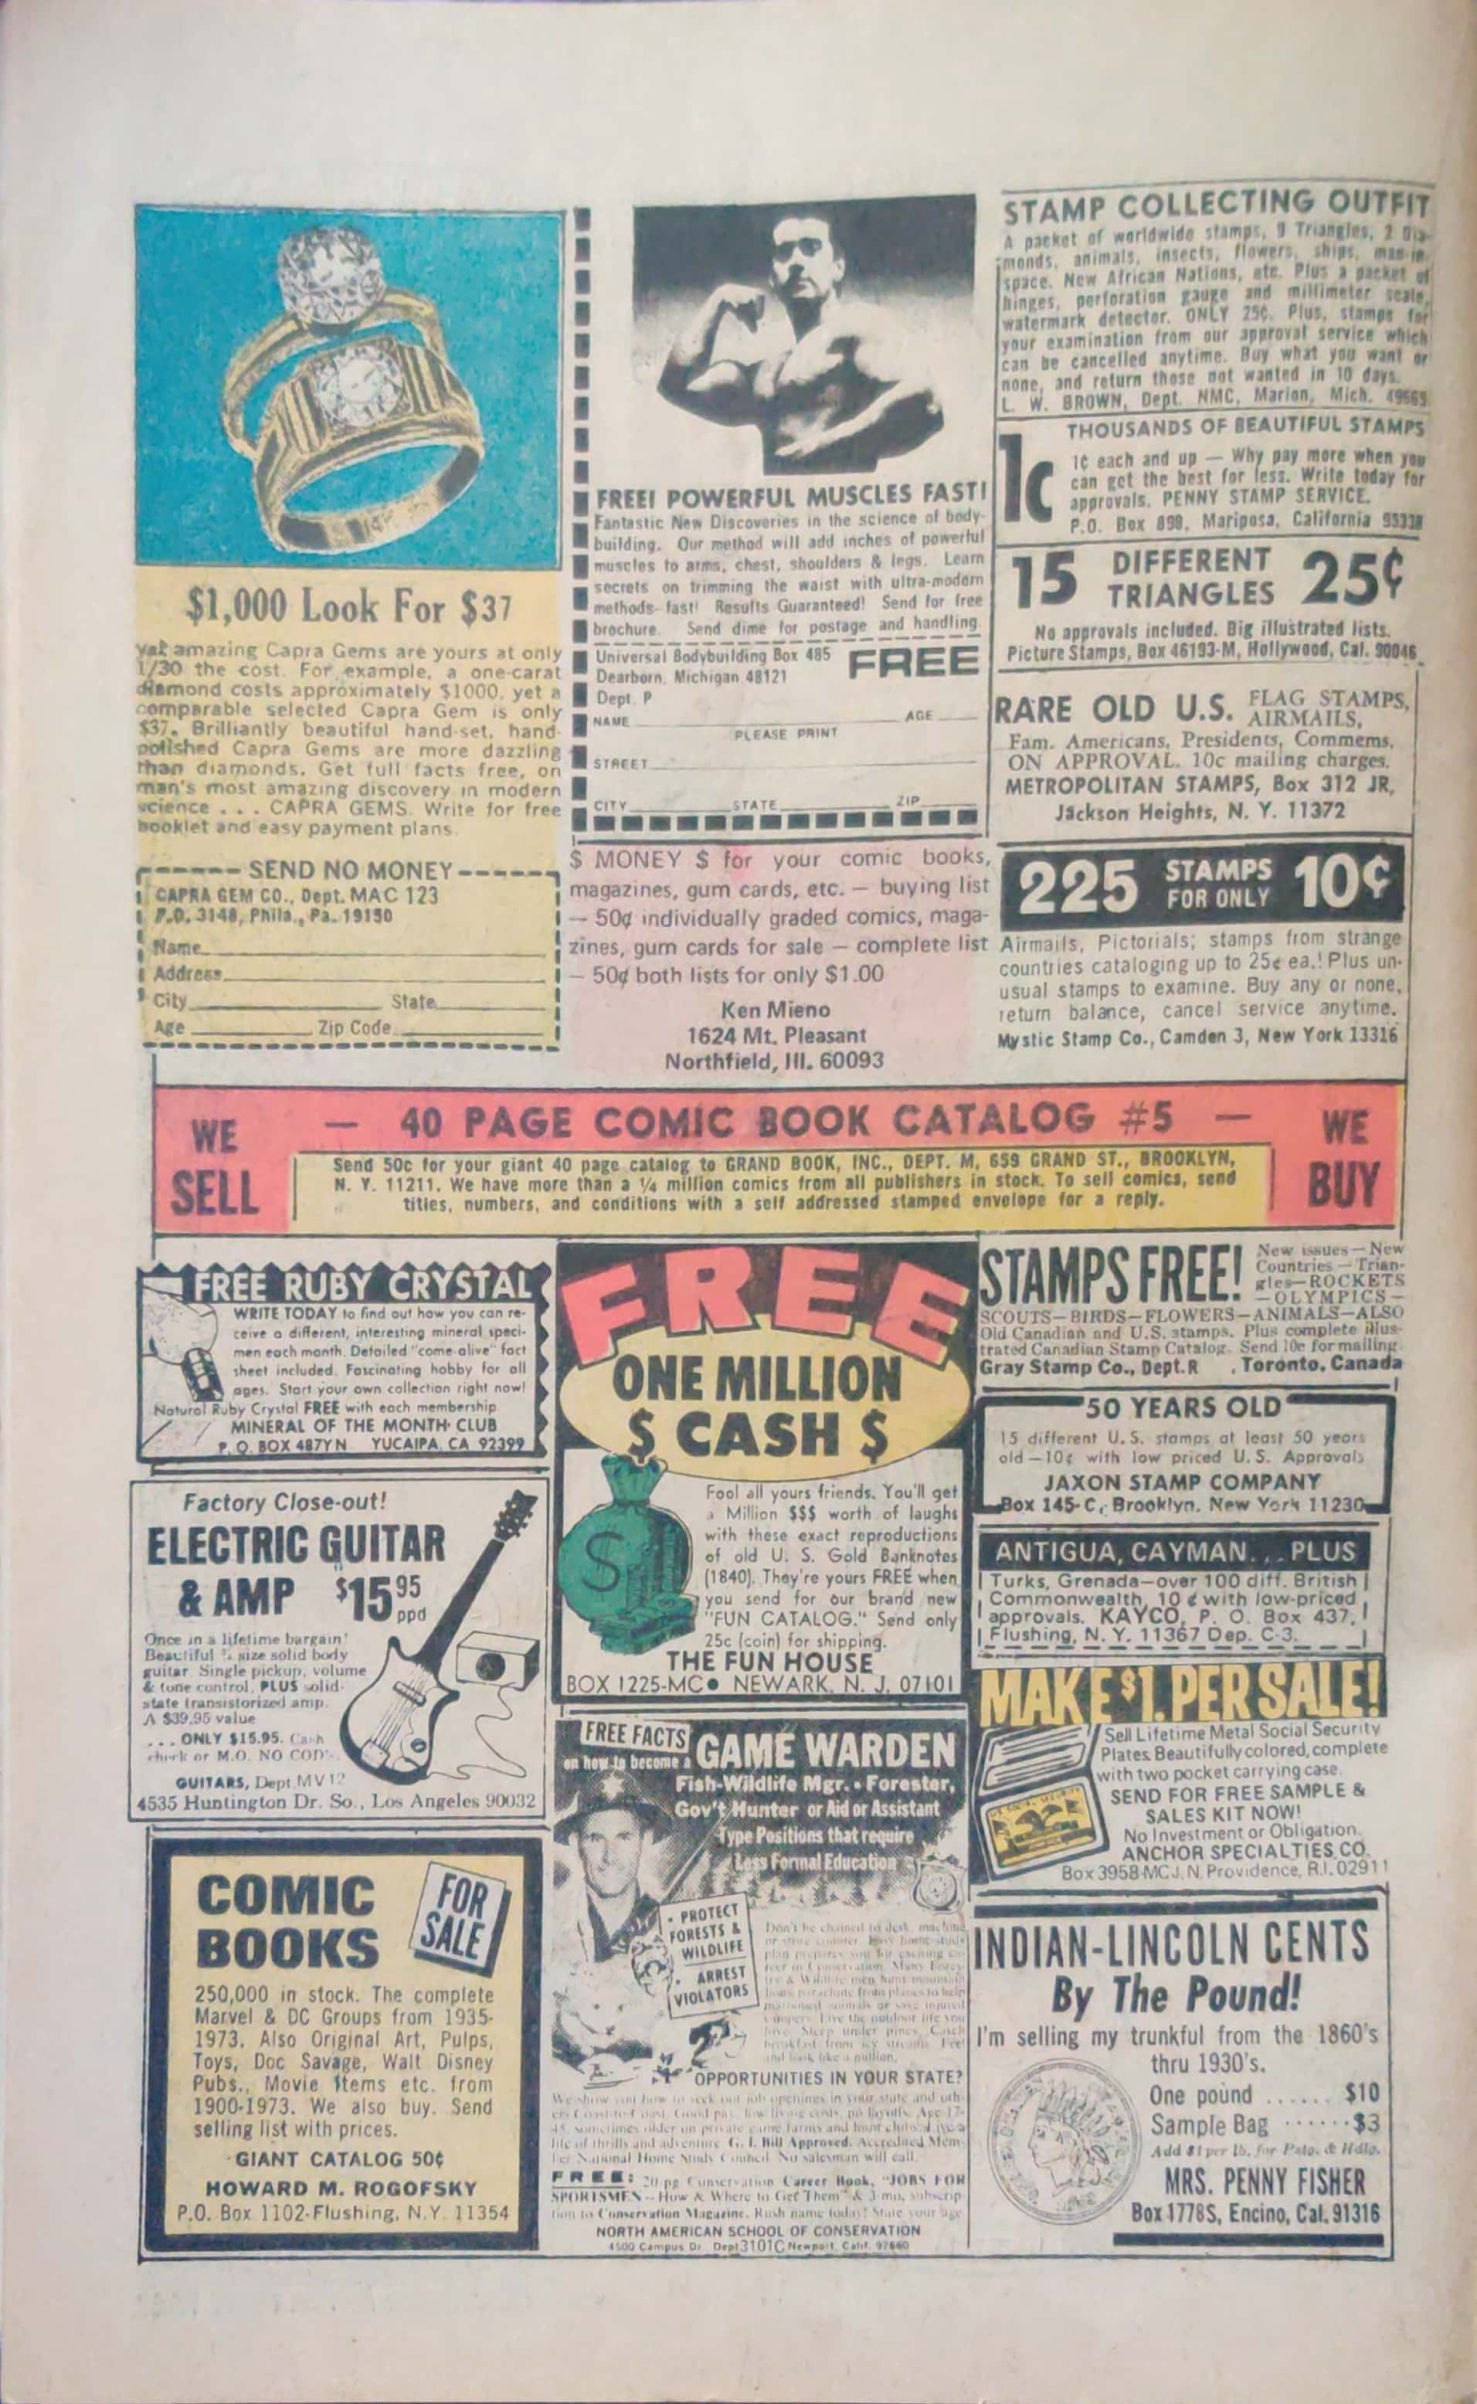 $1,000 Look For $37
Yet amazing Capra Gems are yours at only
1/30 the cost. For example, a one-carat
diamond costs approximately $1000, yet a
comparable selected Capra Gem is only
$37. Brilliantly beautiful hand-set, hand-
polished Capra Gems are more dazzling
than diamonds. Get full facts free, on
man's most amazing discovery in modern
science . . . CAPRA GEMS. Write for free
booklet and easy payment plans.
SEND NO MONEY
CAPRA GEM CO., Dept. MAC 123
P.O. 3148, Phila., Pa. 19150
Name
Address
City State
Age Zip Code
FREE! POWERFUL MUSCLES FAST!
Fantastic New Discoveries in the science of body-
building. Our method will add inches of powerful
muscles to arms, chest, shoulders & legs. Learn
secrets on trimming the waist with ultra-modern
methods- fast! Results Guaranteed! Send for free
brochure. Send dime for postage and handling.
Universal Bodybuilding Box 485
Dearborn, Michigan 48121
Dept. P
FREE
NAME AGE
PLEASE PRINT
STREET
CITY STATE ZIP
$ MONEY $ for your comic books,
magazines, gum cards, etc. — buying list
— 50¢ individually graded comics, maga-
zines, gum cards for sale — complete list
— 50¢ both lists for only $1.00
Ken Mieno
1624 Mt. Pleasant
Northfield, Ill. 60093
STAMP COLLECTING OUTFIT
A packet of worldwide stamps, 9 Triangles, 2 Dia-
monds, animals, insects, flowers, ships, man-in-
space. New African Nations, etc. Plus a packet of
hinges, perforation gauge and millimeter scale,
watermark detector. ONLY 25¢. Plus, stamps for
your examination from our approval service which
can be cancelled anytime. Buy what you want or
none, and return those not wanted in 10 days.
L. W. BROWN, Dept. NMC, Marion, Mich. 49665
THOUSANDS OF BEAUTIFUL STAMPS
1c
1¢ each and up — Why pay more when you
can get the best for less. Write today for
approvals. PENNY STAMP SERVICE.
P.O. Box 898, Mariposa, California 95338
15 DIFFERENT TRIANGLES 25¢
No approvals included. Big illustrated lists.
Picture Stamps, Box 46193-M, Hollywood, Cal. 90046
RARE OLD U.S. FLAG STAMPS,
AIRMAILS,
Fam. Americans, Presidents, Commems,
ON APPROVAL. 10c mailing charges.
METROPOLITAN STAMPS, Box 312 JR,
Jackson Heights, N. Y. 11372
225 STAMPS FOR ONLY 10¢
Airmails, Pictorials; stamps from strange
countries cataloging up to 25¢ ea.! Plus un-
usual stamps to examine. Buy any or none,
return balance, cancel service anytime.
Mystic Stamp Co., Camden 3, New York 13316
WE SELL
— 40 PAGE COMIC BOOK CATALOG #5 —
Send 50c for your giant 40 page catalog to GRAND BOOK, INC., DEPT. M, 659 GRAND ST., BROOKLYN,
N. Y. 11211. We have more than a ¼ million comics from all publishers in stock. To sell comics, send
titles, numbers, and conditions with a self addressed stamped envelope for a reply.
WE BUY
FREE RUBY CRYSTAL
WRITE TODAY to find out how you can re-
ceive a different, interesting mineral speci-
men each month. Detailed "come-alive" fact
sheet included. Fascinating hobby for all
ages. Start your own collection right now!
Natural Ruby Crystal FREE with each membership
MINERAL OF THE MONTH CLUB
P. O. BOX 487YN YUCAIPA, CA 92399
Factory Close-out!
ELECTRIC GUITAR
& AMP $15 95 ppd
Once in a lifetime bargain!
Beautiful ¾ size solid body
guitar. Single pickup, volume
& tone control, PLUS solid-
state transistorized amp.
A $39.95 value
. . . ONLY $15.95. Cash
check or M.O. NO COD's.
GUITARS, Dept MV12
4535 Huntington Dr. So., Los Angeles 90032
COMIC
BOOKS
FOR
SALE
250,000 in stock. The complete
Marvel & DC Groups from 1935-
1973. Also Original Art, Pulps,
Toys, Doc Savage, Walt Disney
Pubs., Movie Items etc. from
1900-1973. We also buy. Send
selling list with prices.
GIANT CATALOG 50¢
HOWARD M. ROGOFSKY
P.O. Box 1102-Flushing, N.Y. 11354
FREE
ONE MILLION
$ CASH $
$
Fool all yours friends. You'll get
a Million $$$ worth of laughs
with these exact reproductions
of old U. S. Gold Banknotes
(1840). They're yours FREE when
you send for our brand new
"FUN CATALOG." Send only
25c (coin) for shipping.
THE FUN HOUSE
BOX 1225-MC● NEWARK, N. J. 07101
FREE FACTS
on how to become a GAME WARDEN
Fish-Wildlife Mgr. • Forester,
Gov't Hunter or Aid or Assistant
Type Positions that require
Less Formal Education
• PROTECT
FORESTS &
WILDLIFE
• ARREST
VIOLATORS
Don't be chained to desk, machine
or store counter. Easy home-study
plan prepares you for exciting ca-
reer in Conservation. Many Fores-
try & Wildlife men hunt mountain
lions, parachute from planes to help
marooned animals or save injured
campers. Live the outdoor life you
love. Sleep under pines. Catch
breakfast from icy streams. Feel
and look like a million.
OPPORTUNITIES IN YOUR STATE?
We show you how to seek out job openings in your state and oth-
ers Coast-to-Coast. Good pay, low living costs, no layoffs. Age 17-
45, sometimes older on private game farms and hunt clubs. Live a
life of thrills and adventure. G. I. Bill Approved. Accredited Mem-
ber National Home Study Council. No salesman will call.
FREE: 20 pg Conservation Career Book, "JOBS FOR
SPORTSMEN -- How & Where to Get Them" & 3 mo. subscrip-
tion to Conservation Magazine. Rush name today! State your age
NORTH AMERICAN SCHOOL OF CONSERVATION
4500 Campus Dr. Dept 3101C Newport, Calif. 92660
STAMPS FREE! New issues—New
Countries—Trian-
gles—ROCKETS
—OLYMPICS—
SCOUTS—BIRDS—FLOWERS—ANIMALS—ALSO
Old Canadian and U.S. stamps. Plus complete illus-
trated Canadian Stamp Catalog. Send 10c for mailing
Gray Stamp Co., Dept.R , Toronto, Canada
50 YEARS OLD
15 different U.S. stamps at least 50 years
old—10¢ with low priced U.S. Approvals
JAXON STAMP COMPANY
Box 145-C, Brooklyn, New York 11230
ANTIGUA, CAYMAN... PLUS
Turks, Grenada—over 100 diff. British
Commonwealth, 10¢ with low-priced
approvals. KAYCO, P. O. Box 437,
Flushing, N. Y. 11367 Dep. C-3.
MAKE $1. PER SALE!
Sell Lifetime Metal Social Security
Plates. Beautifully colored, complete
with two pocket carrying case.
SEND FOR FREE SAMPLE &
SALES KIT NOW!
No Investment or Obligation.
ANCHOR SPECIALTIES CO.
Box 3958-MCJ, N. Providence, R.I. 02911
INDIAN-LINCOLN CENTS
By The Pound!
I'm selling my trunkful from the 1860's
thru 1930's.
One pound ...... $10
Sample Bag ......$3
Add $1 per lb. for Pstg. & Hdlg.
MRS. PENNY FISHER
Box 1778S, Encino, Cal. 91316